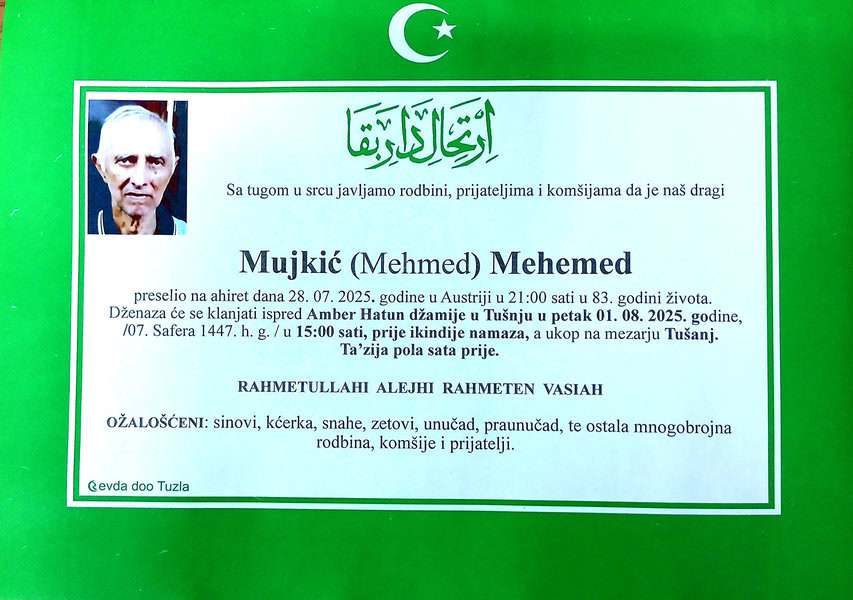 اِرتحال دار بقا
Sa tugom u srcu javljamo rodbini, prijateljima i komšijama da je naš dragi
Mujkić (Mehmed) Mehemed
preselio na ahiret dana 28. 07. 2025. godine u Austriji u 21:00 sati u 83. godini života.
Dženaza će se klanjati ispred Amber Hatun džamije u Tušnju u petak 01. 08. 2025. godine,
/07. Safera 1447. h. g. / u 15:00 sati, prije ikindije namaza, a ukop na mezarju Tušanj.
Ta’zija pola sata prije.
RAHMETULLAHI ALEJHI RAHMETEN VASIAH
OŽALOŠĆENI: sinovi, kćerka, snahe, zetovi, unučad, praunučad, te ostala mnogobrojna
rodbina, komšije i prijatelji.
evda doo Tuzla